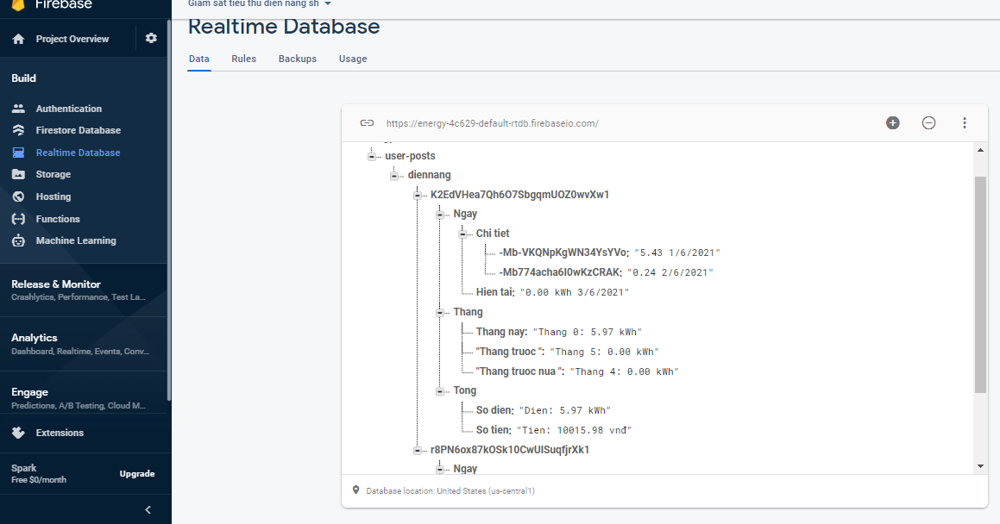 Firebase
Project Overview
Build
Authentication
Firestore Database
Realtime Database
Storage
Hosting
Functions
Machine Learning
Release & Monitor
Crashlytics, Performance, Test La...
Analytics
Dashboard, Realtime, Events, Conv...
Engage
Predictions, A/B Testing, Cloud M...
Extensions
Spark
Free $0/month
Upgrade
Giam sat tieu thu dien nang sh
Realtime Database
Data Rules Backups Usage
https://energy-4c629-default-rtdb.firebaseio.com/
user-posts
diennang
K2EdVHea7Qh6O7SbgqmUOZ0wvXw1
Ngay
Chi tiet
-Mb-VKQNpKgWN34YsYVo: "5.43 1/6/2021"
-Mb774acha6I0wKzCRAK: "0.24 2/6/2021"
Hien tai: "0.00 kWh 3/6/2021"
Thang
Thang nay: "Thang 0: 5.97 kWh"
"Thang truoc ": "Thang 5: 0.00 kWh"
"Thang truoc nua ": "Thang 4: 0.00 kWh"
Tong
So dien: "Dien: 5.97 kWh"
So tien: "Tien: 10015.98 vnđ"
r8PN6ox87kOSk10CwUISuqfjrXk1
Ngay
Database location: United States (us-central1)